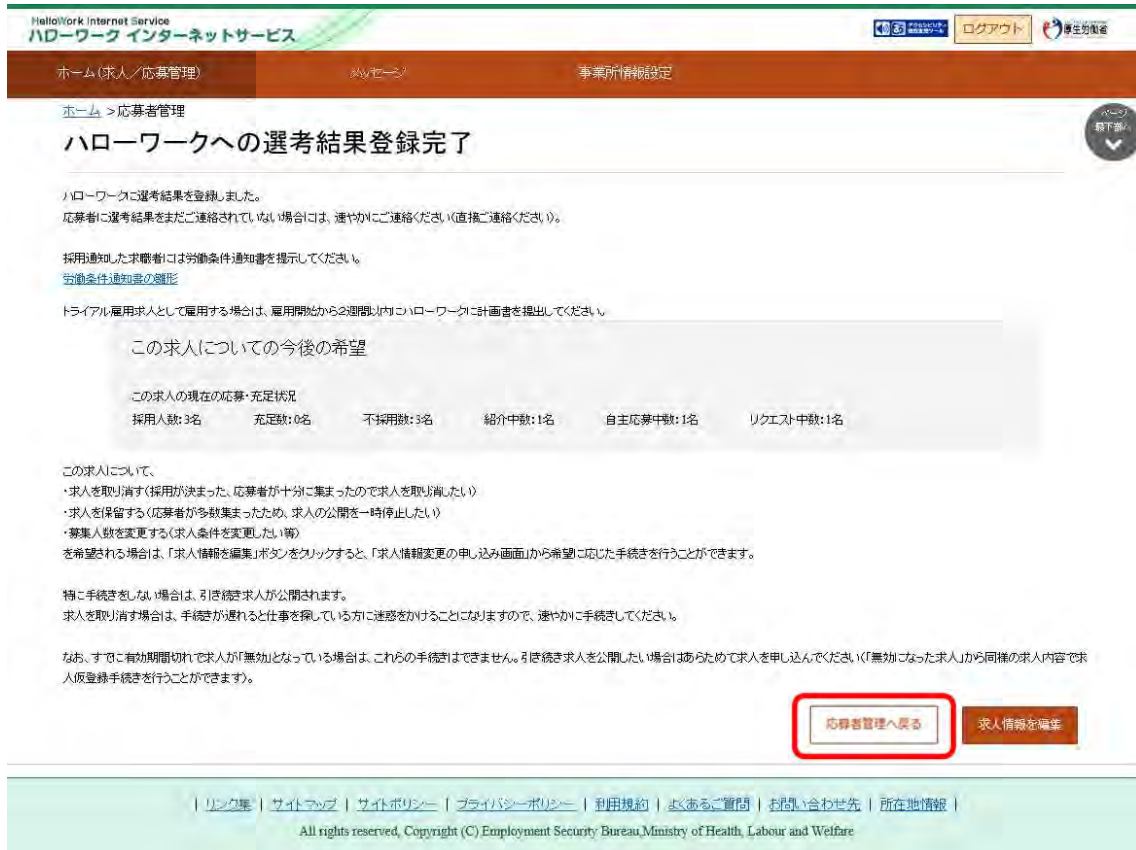 HelloWork Internet Service
ハローワーク インターネットサービス
ログアウト
厚生労働省
ホーム(求人／応募管理)
メッセージ
事業所情報設定
ホーム >応募者管理
ページ
最下部へ
ハローワークへの選考結果登録完了
ハローワークに選考結果を登録しました。
応募者に選考結果をまだご連絡されていない場合には、速やかにご連絡ください(直接ご連絡ください)。
採用通知した求職者には労働条件通知書を提示してください。
労働条件通知書の雛形
トライアル雇用求人として雇用する場合は、雇用開始から2週間以内にハローワークに計画書を提出してください。
この求人についての今後の希望
この求人の現在の応募・充足状況
採用人数:3名 充足数:0名 不採用数:3名 紹介中数:1名 自主応募中数:1名 リクエスト中数:1名
この求人について、
・求人を取り消す(採用が決まった、応募者が十分に集まったので求人を取り消したい)
・求人を保留する(応募者が多数集まったため、求人の公開を一時停止したい)
・募集人数を変更する(求人条件を変更したい等)
を希望される場合は、「求人情報を編集」ボタンをクリックすると、「求人情報変更の申し込み画面」から希望に応じた手続きを行うことができます。
特に手続きをしない場合は、引き続き求人が公開されます。
求人を取り消す場合は、手続きが遅れると仕事を探している方に迷惑をかけることになりますので、速やかに手続きしてください。
なお、すでに有効期間切れで求人が「無効」となっている場合は、これらの手続きはできません。引き続き求人を公開したい場合はあらためて求人を申し込んでください(「無効になった求人」から同様の求人内容で求
人仮登録手続きを行うことができます)。
応募者管理へ戻る
求人情報を編集
| リンク集 | サイトマップ | サイトポリシー | プライバシーポリシー | 利用規約 | よくあるご質問 | お問い合わせ先 | 所在地情報 |
All rights reserved, Copyright (C) Employment Security Bureau,Ministry of Health, Labour and Welfare